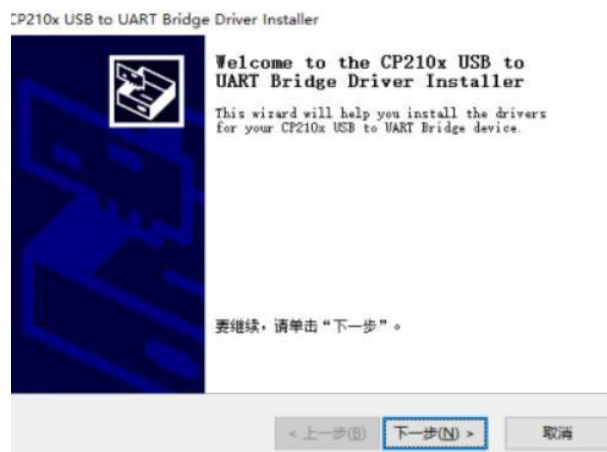 CP210x USB to UART Bridge Driver Installer
Welcome to the CP210x USB to
UART Bridge Driver Installer
This wizard will help you install the drivers
for your CP210x USB to UART Bridge device.
要继续，请单击“下一步”。
< 上一步(B)
下一步(N) >
取消